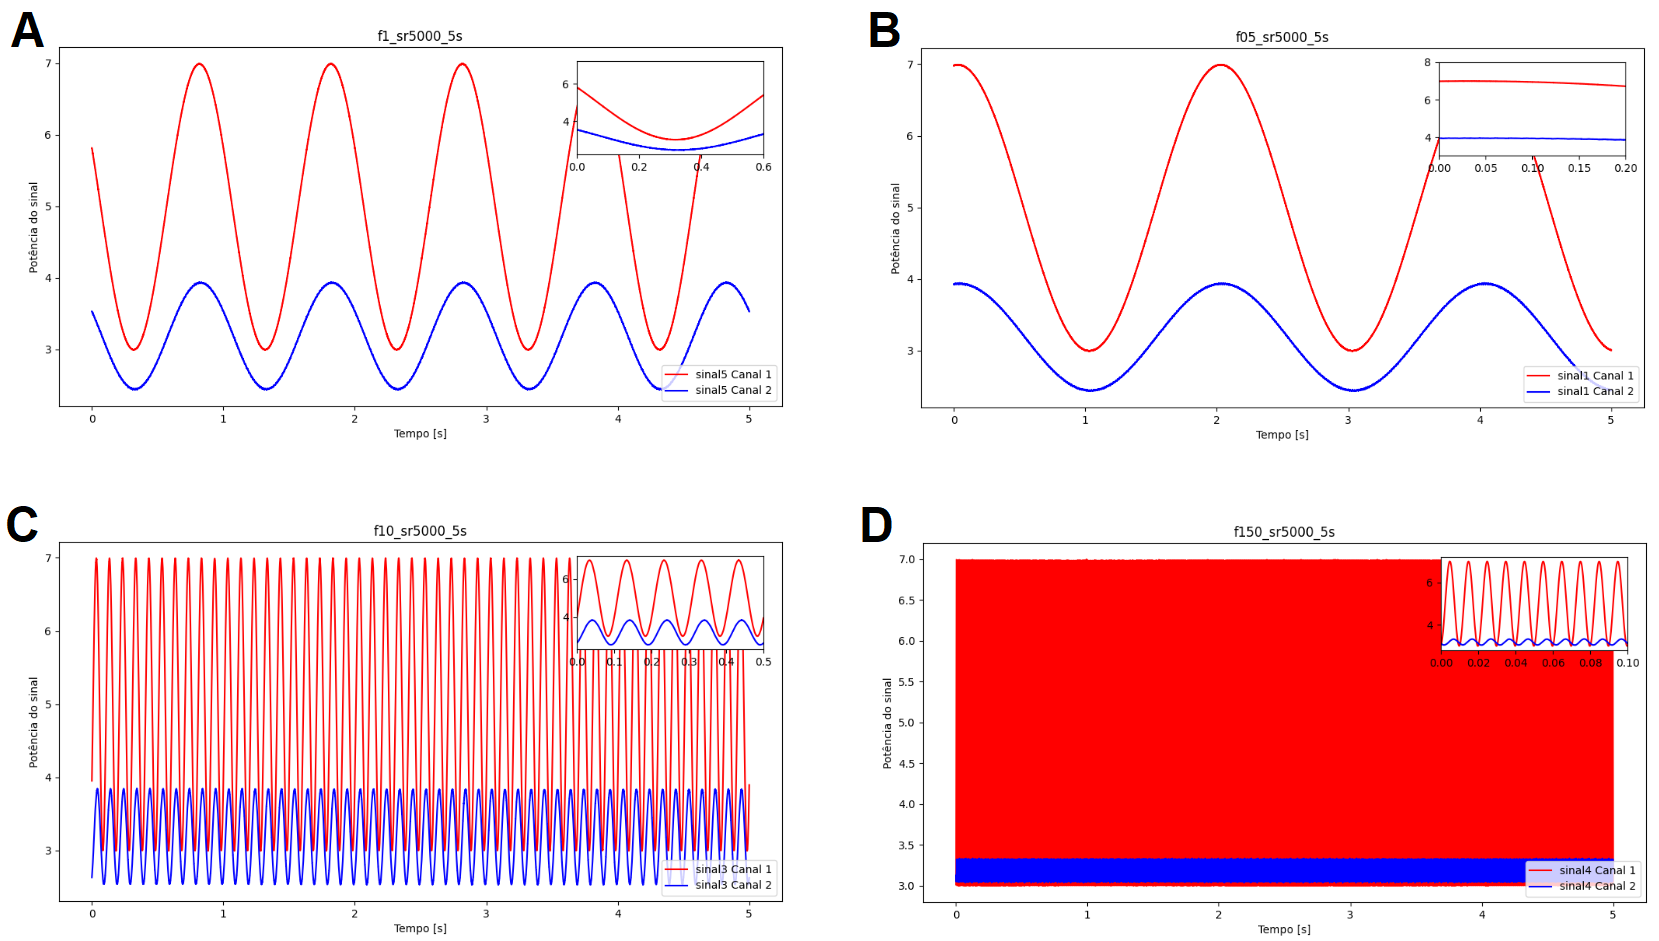 A
f1_sr5000_5s
7
6
5
4
3
Potência do sinal
6
4
0.0 0.2 0.4 0.6
sinal5 Canal 1
sinal5 Canal 2
0 1 2 3 4 5
Tempo [s]
B
f05_sr5000_5s
7
6
5
4
3
Potência do sinal
8
6
4
0.00 0.05 0.10 0.15 0.20
sinal1 Canal 1
sinal1 Canal 2
0 1 2 3 4 5
Tempo [s]
C
f10_sr5000_5s
7
6
5
4
3
Potência do sinal
6
4
0.0 0.1 0.2 0.3 0.4 0.5
sinal3 Canal 1
sinal3 Canal 2
0 1 2 3 4 5
Tempo [s]
D
f150_sr5000_5s
7.0
6.5
6.0
5.5
5.0
4.5
4.0
3.5
3.0
Potência do sinal
6
4
0.00 0.02 0.04 0.06 0.08 0.10
sinal4 Canal 1
sinal4 Canal 2
0 1 2 3 4 5
Tempo [s]